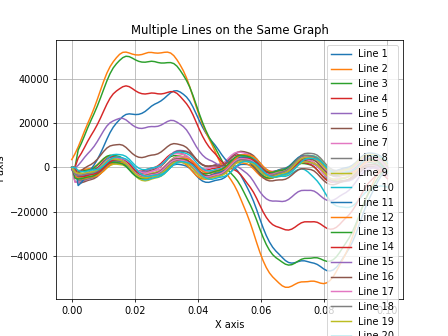 Multiple Lines on the Same Graph
40000
20000
0
−20000
−40000
0.00
0.02
0.04
0.06
0.08
X axis
Line 1
Line 2
Line 3
Line 4
Line 5
Line 6
Line 7
Line 8
Line 9
Line 10
Line 11
Line 12
Line 13
Line 14
Line 15
Line 16
Line 17
Line 18
Line 19
Line 20